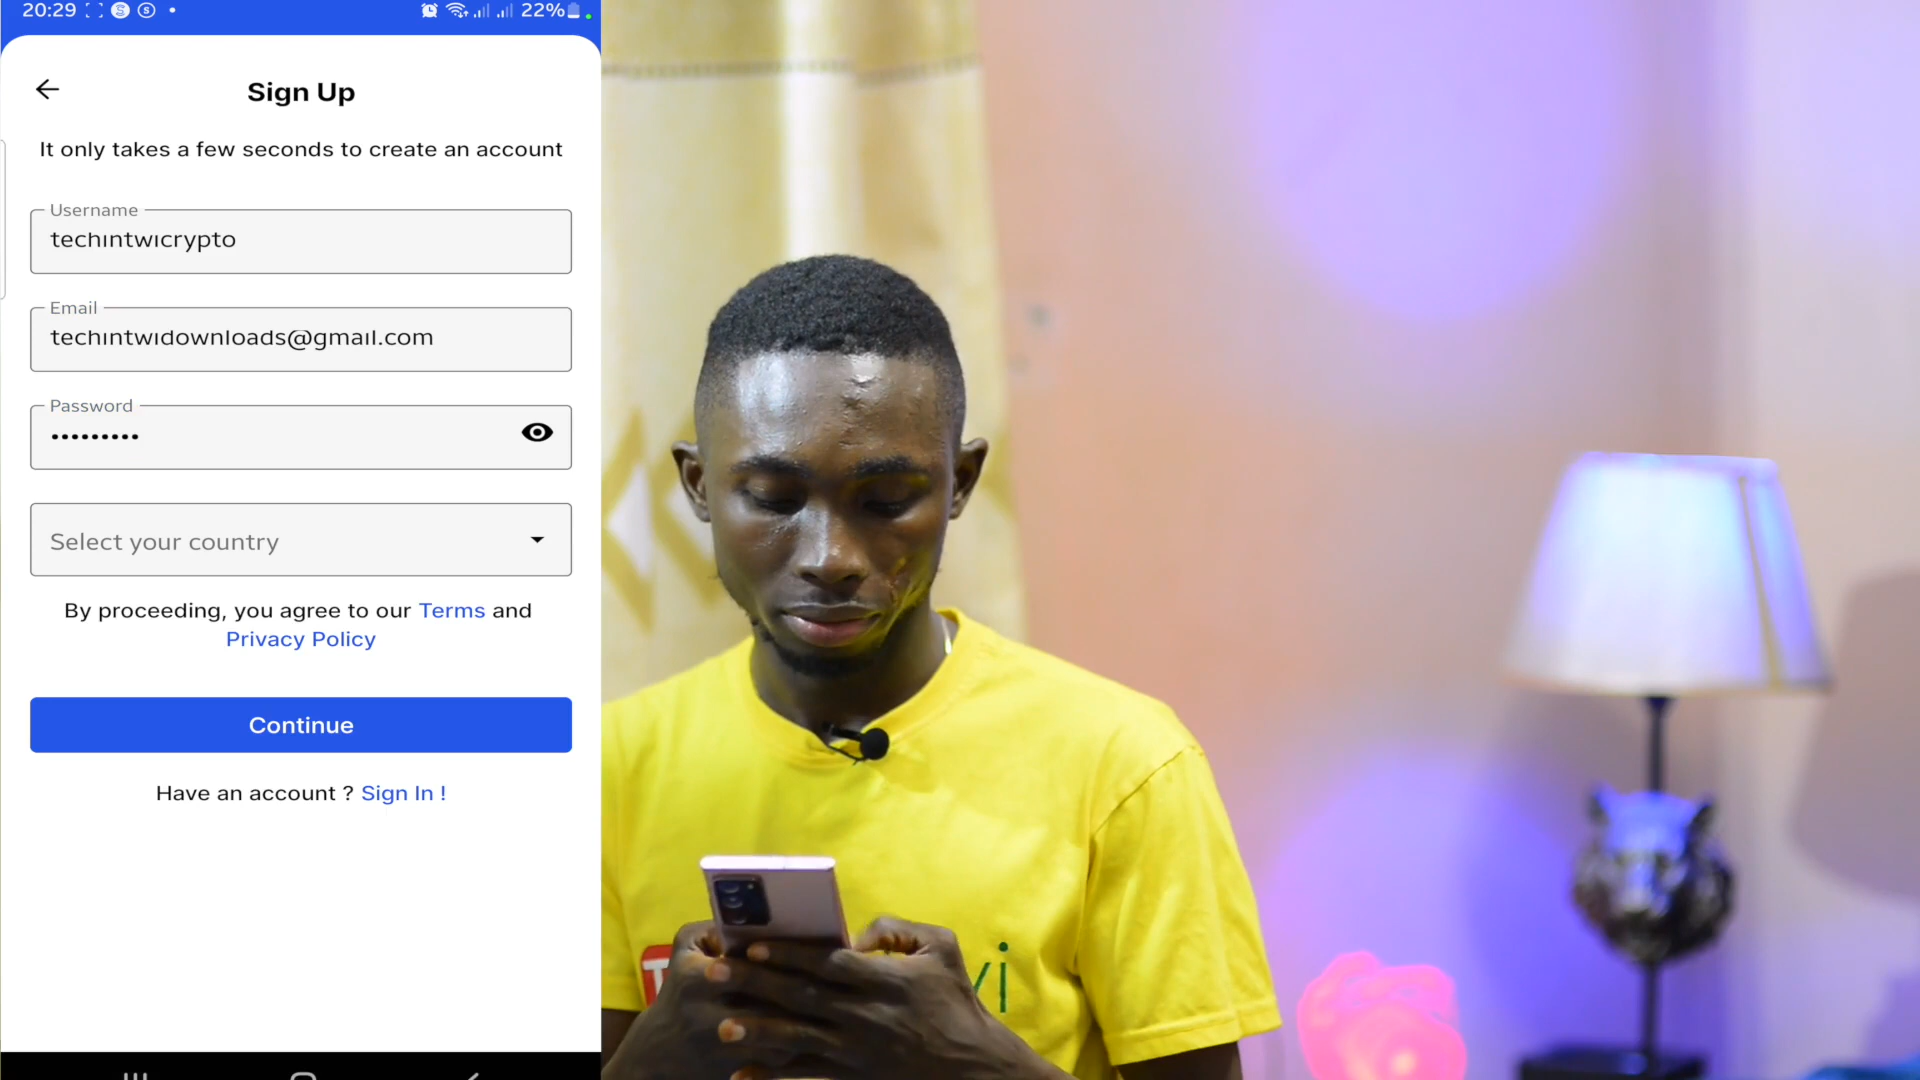 20:29
22%
Sign Up
It only takes a few seconds to create an account
Username
techintwicrypto
Email
techintwidownloads@gmail.com
Password
•••••••••
Select your country
By proceeding, you agree to our Terms and
Privacy Policy
Continue
Have an account ? Sign In !